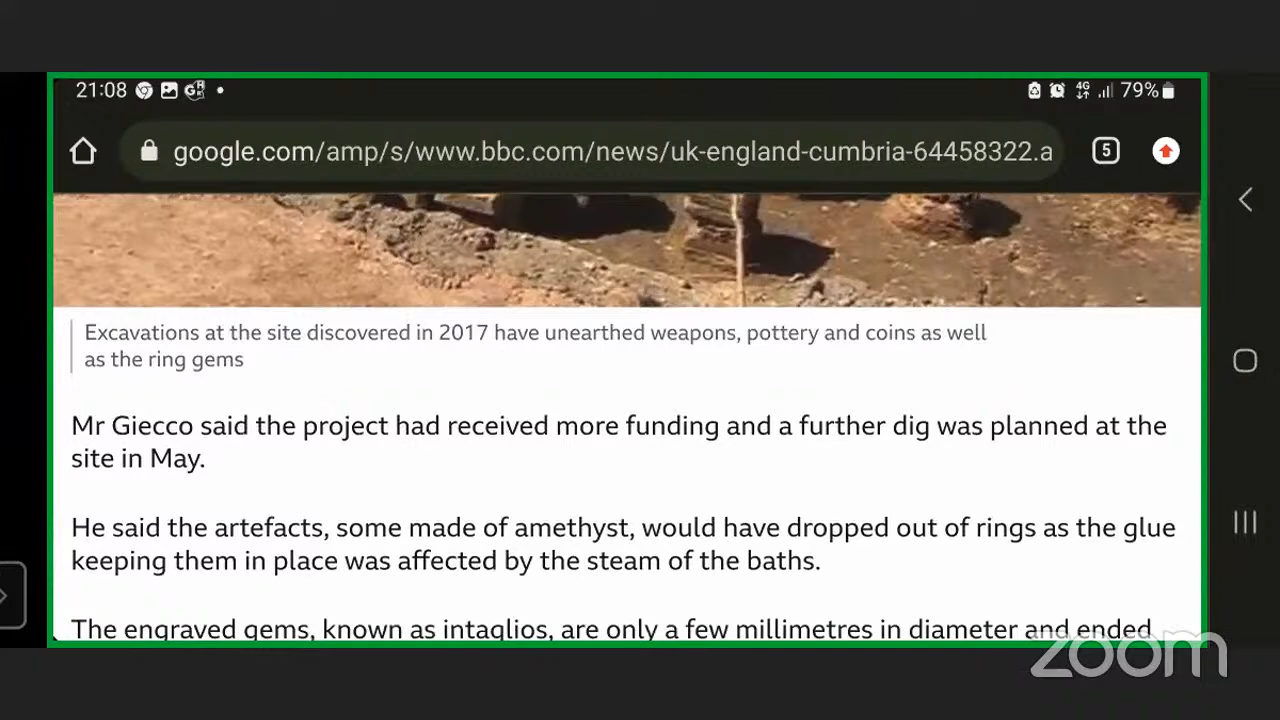 21:08
4G
79%
google.com/amp/s/www.bbc.com/news/uk-england-cumbria-64458322.a
5
Excavations at the site discovered in 2017 have unearthed weapons, pottery and coins as well
as the ring gems
Mr Giecco said the project had received more funding and a further dig was planned at the
site in May.
He said the artefacts, some made of amethyst, would have dropped out of rings as the glue
keeping them in place was affected by the steam of the baths.
The engraved gems, known as intaglios, are only a few millimetres in diameter and ended
zoom